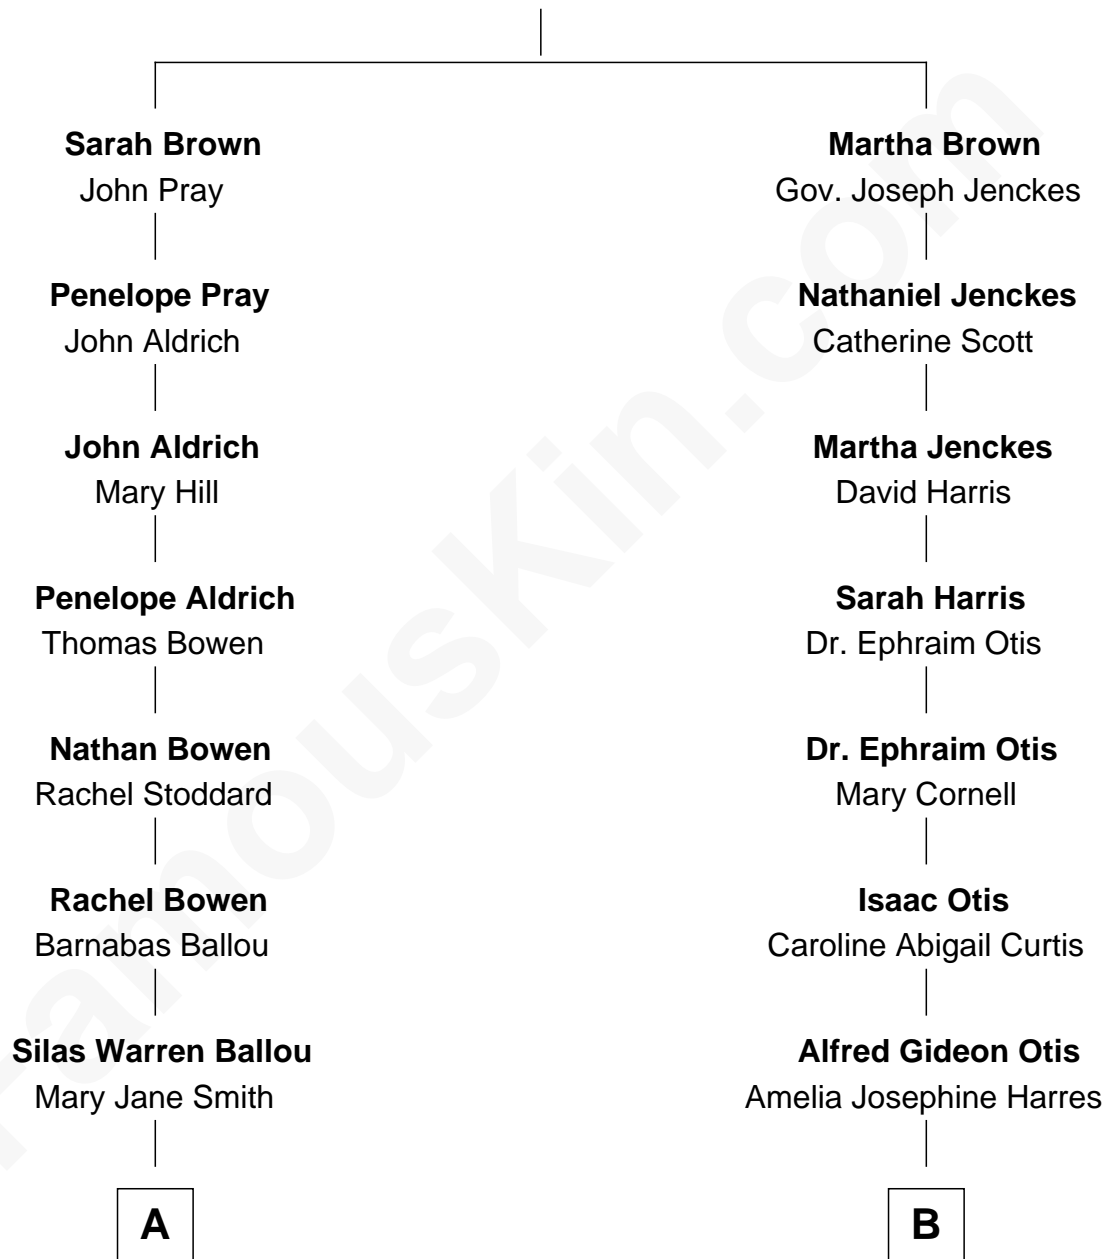 Sarah Brown
John Pray
Penelope Pray
John Aldrich
John Aldrich
Mary Hill
Penelope Aldrich
Thomas Bowen
Nathan Bowen
Rachel Stoddard
Rachel Bowen
Barnabas Ballou
Silas Warren Ballou
Mary Jane Smith
A
Martha Brown
Gov. Joseph Jenckes
Nathaniel Jenckes
Catherine Scott
Martha Jenckes
David Harris
Sarah Harris
Dr. Ephraim Otis
Dr. Ephraim Otis
Mary Cornell
Isaac Otis
Caroline Abigail Curtis
Alfred Gideon Otis
Amelia Josephine Harres
B
FamousKin.com